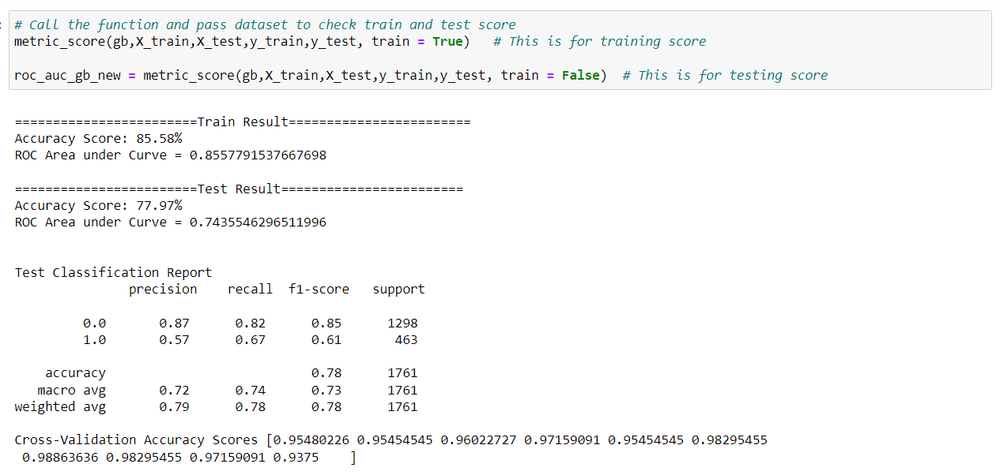 # Call the function and pass dataset to check train and test score
metric_score(gb,X_train,X_test,y_train,y_test, train = True)   # This is for training score
roc_auc_gb_new = metric_score(gb,X_train,X_test,y_train,y_test, train = False)  # This is for testing score
========================Train Result========================
Accuracy Score: 85.58%
ROC Area under Curve = 0.8557791537667698
========================Test Result========================
Accuracy Score: 77.97%
ROC Area under Curve = 0.7435546296511996
Test Classification Report
               precision    recall  f1-score   support
         0.0       0.87      0.82      0.85      1298
         1.0       0.57      0.67      0.61       463
    accuracy                           0.78      1761
   macro avg       0.72      0.74      0.73      1761
weighted avg       0.79      0.78      0.78      1761
Cross-Validation Accuracy Scores [0.95480226 0.95454545 0.96022727 0.97159091 0.95454545 0.98295455
 0.98863636 0.98295455 0.97159091 0.9375    ]